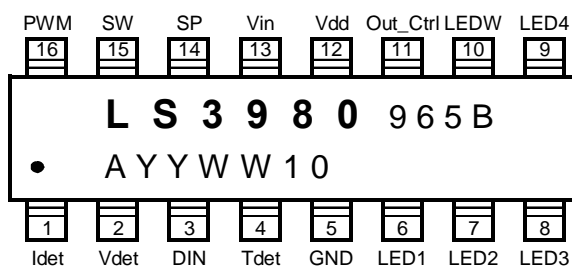 PWM SW SP Vin Vdd Out_Ctrl LEDW LED4
16 15 14 13 12 11 10 9
LS3980 965B
AYYWW10
1 2 3 4 5 6 7 8
Idet Vdet DIN Tdet GND LED1 LED2 LED3